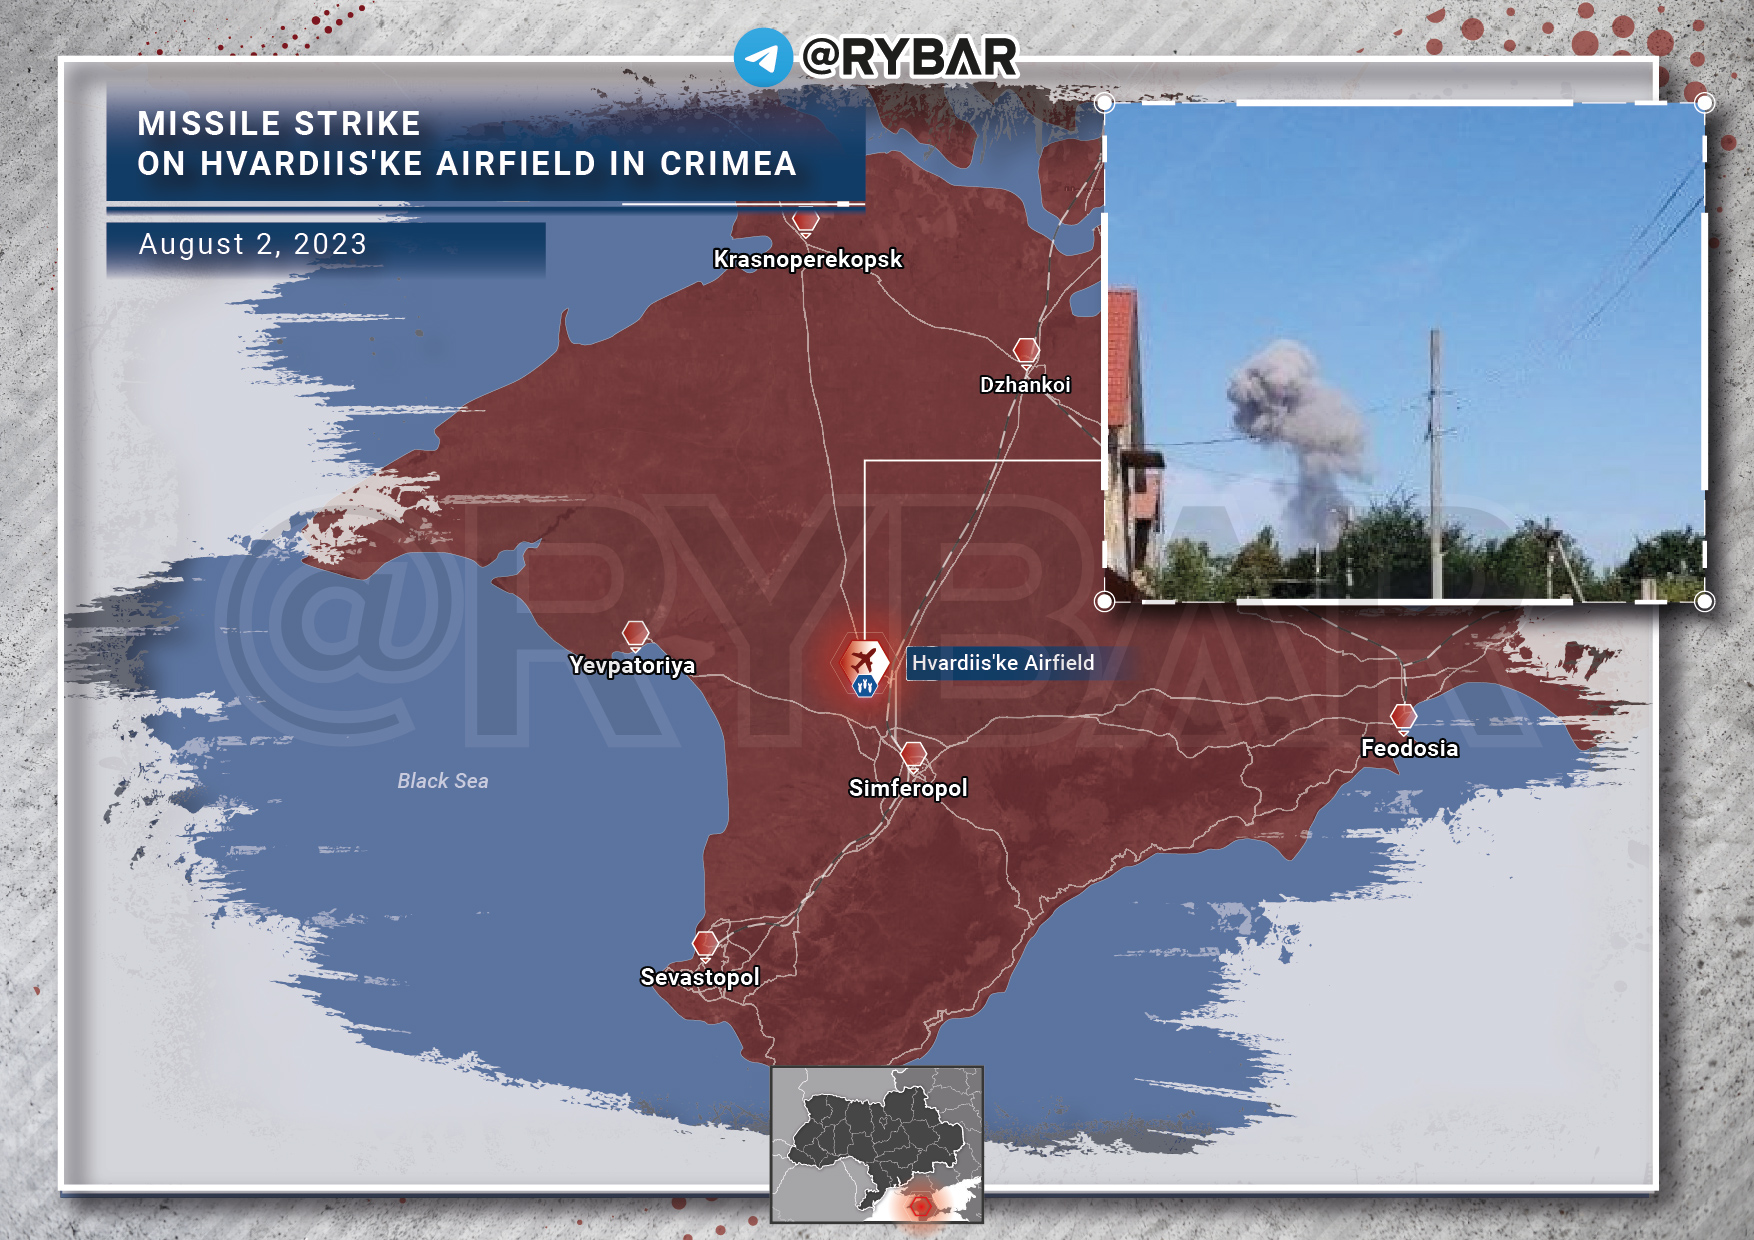 @RYBAR
MISSILE STRIKE
ON HVARDIIS'KE AIRFIELD IN CRIMEA
August 2, 2023
Krasnoperekopsk
Dzhankoi
@RYBAR
Yevpatoriya
Hvardiis'ke Airfield
Feodosia
Black Sea
Simferopol
Sevastopol